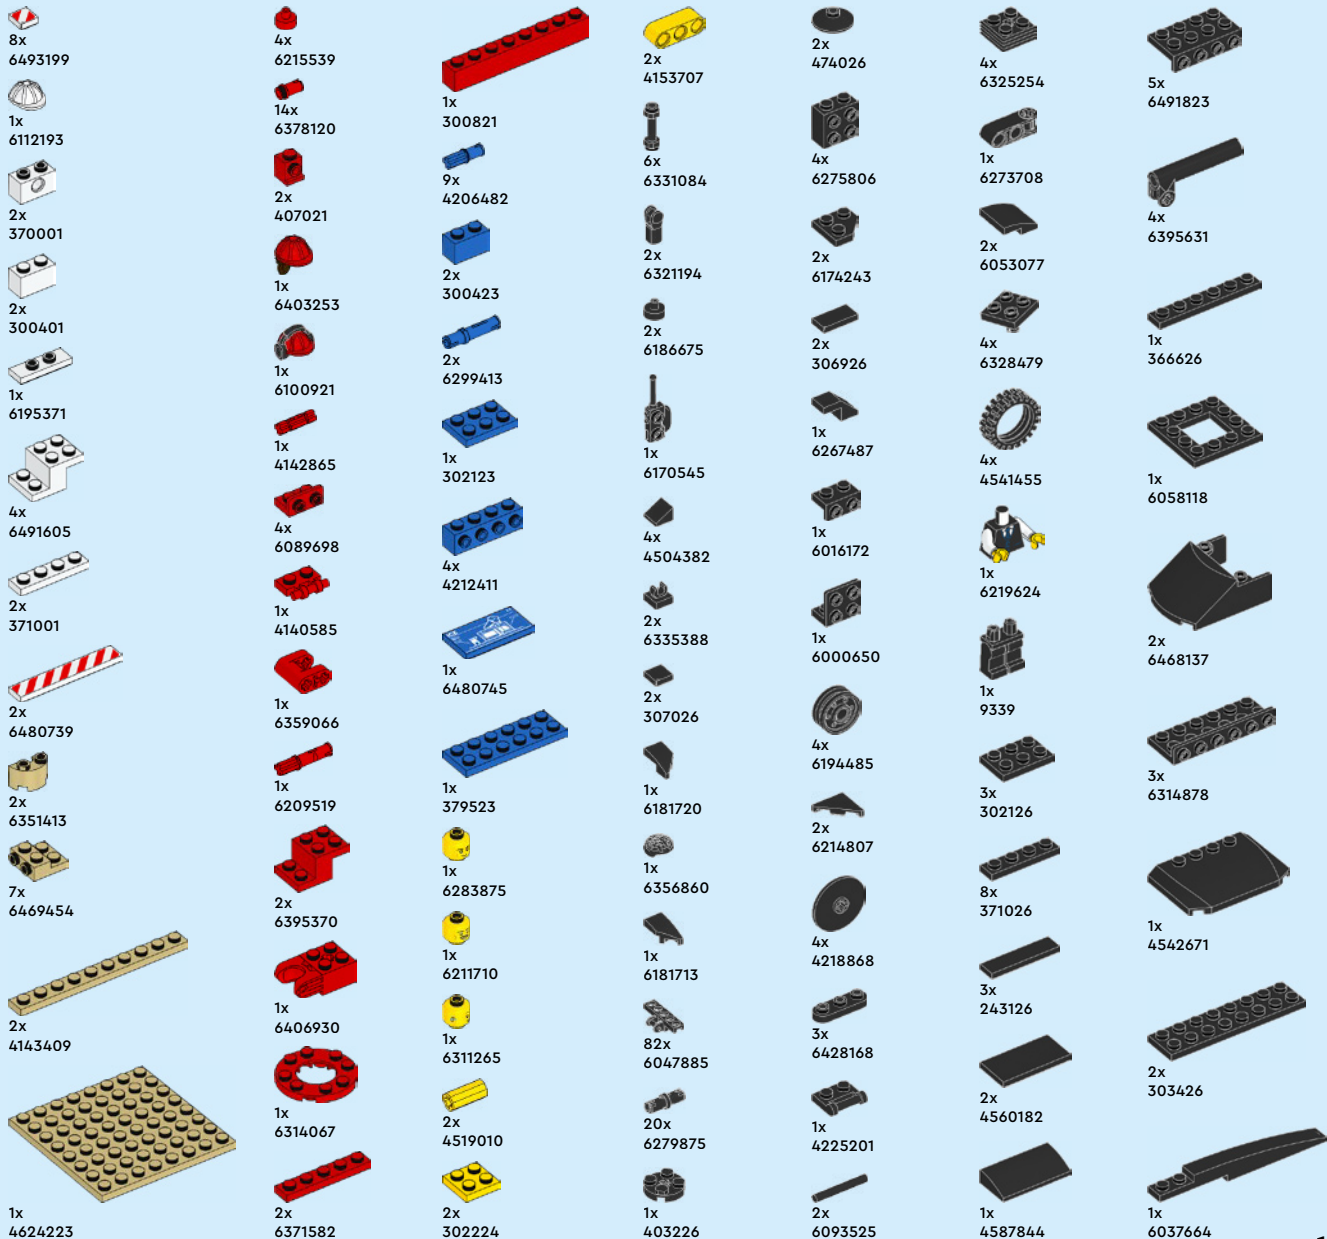 8x
6493199
1x
6112193
2x
370001
2x
300401
1x
6195371
4x
6491605
2x
371001
2x
6480739
2x
6351413
7x
6469454
2x
4143409
1x
4624223
4x
6215539
14x
6378120
2x
407021
1x
6403253
1x
6100921
1x
4142865
4x
6089698
1x
4140585
1x
6359066
1x
6209519
2x
6395370
1x
6406930
1x
6314067
2x
6371582
1x
300821
9x
4206482
2x
300423
2x
6299413
1x
302123
4x
4212411
1x
6480745
1x
379523
1x
6283875
1x
6211710
1x
6311265
2x
4519010
2x
302224
2x
4153707
6x
6331084
2x
6321194
2x
6186675
1x
6170545
4x
4504382
2x
6335388
2x
307026
1x
6181720
1x
6356860
1x
6181713
82x
6047885
20x
6279875
1x
403226
2x
474026
4x
6275806
2x
6174243
2x
306926
1x
6267487
1x
6016172
1x
6000650
4x
6194485
2x
6214807
4x
4218868
3x
6428168
1x
4225201
2x
6093525
4x
6325254
1x
6273708
2x
6053077
4x
6328479
4x
4541455
1x
6219624
1x
9339
3x
302126
8x
371026
3x
243126
2x
4560182
1x
4587844
5x
6491823
4x
6395631
1x
366626
1x
6058118
2x
6468137
3x
6314878
1x
4542671
2x
303426
1x
6037664